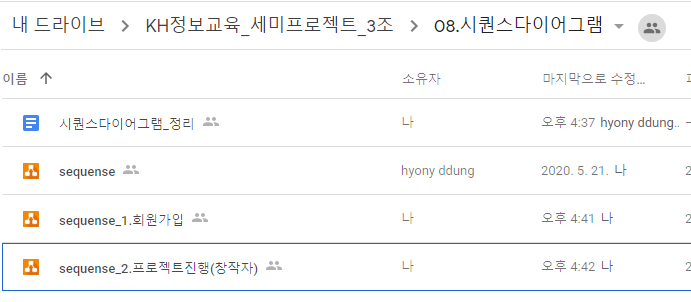 내 드라이브 > KH정보교육_세미프로젝트_3조 > 08.시퀀스다이어그램
이름 ↑ 소유자 마지막으로 수정...
시퀀스다이어그램_정리 나 오후 4:37 hyony ddung..
sequense hyony ddung 2020. 5. 21. 나
sequense_1.회원가입 나 오후 4:41 나
sequense_2.프로젝트진행(창작자) 나 오후 4:42 나